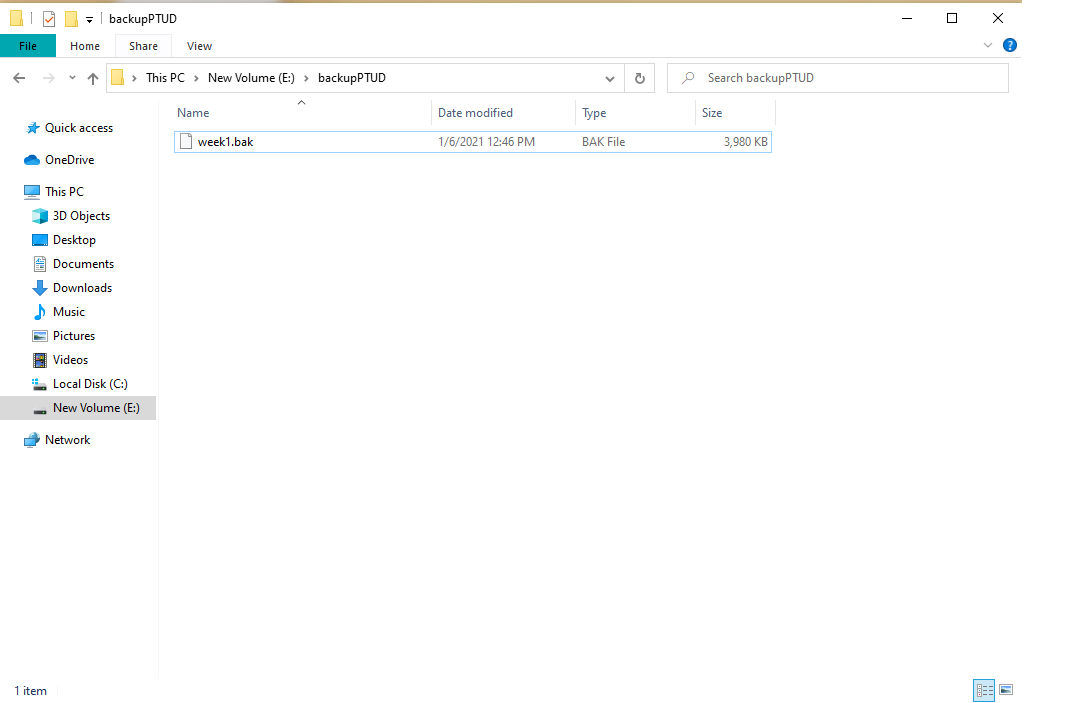 backupPTUD
File Home Share View
?
This PC > New Volume (E:) > backupPTUD
Search backupPTUD
Name Date modified Type Size
week1.bak 1/6/2021 12:46 PM BAK File 3,980 KB
Quick access
OneDrive
This PC
3D Objects
Desktop
Documents
Downloads
Music
Pictures
Videos
Local Disk (C:)
New Volume (E:)
Network
1 item